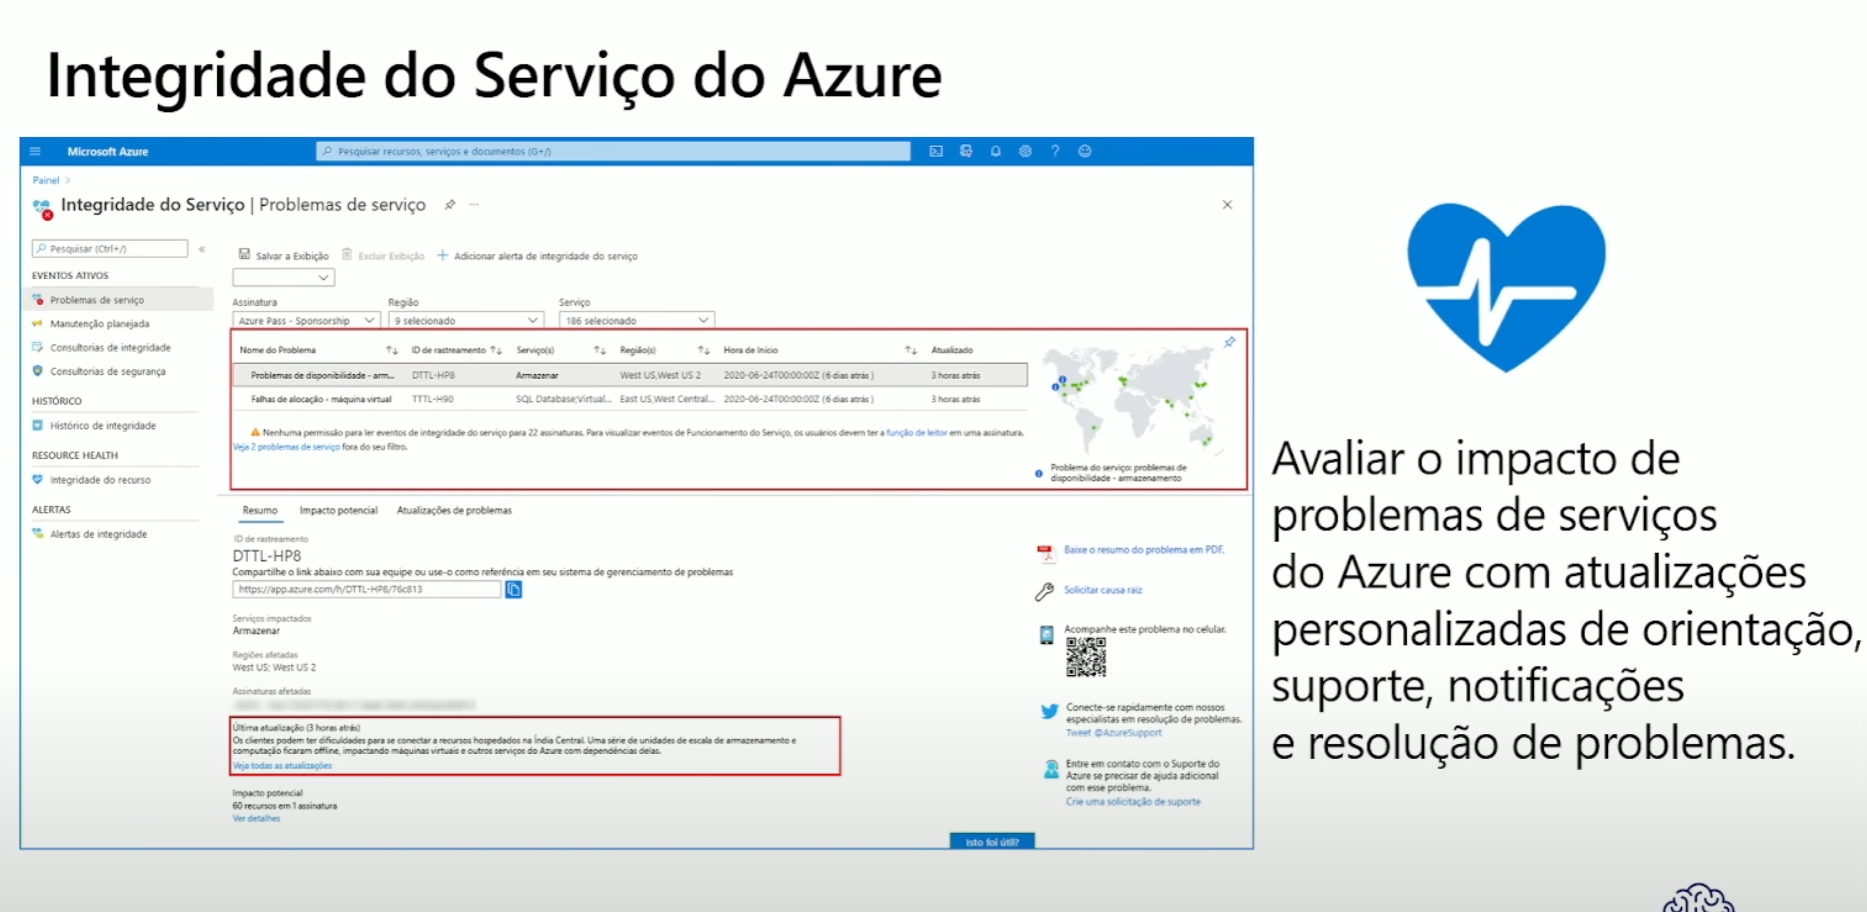 Integridade do Serviço do Azure
Microsoft Azure
Pesquisar recursos, serviços e documentos (G+/)
Painel >
Integridade do Serviço | Problemas de serviço
Pesquisar (Ctrl+/)
EVENTOS ATIVOS
Problemas de serviço
Manutenção planejada
Consultorias de integridade
Consultorias de segurança
HISTÓRICO
Histórico de integridade
RESOURCE HEALTH
Integridade do recurso
ALERTAS
Alertas de integridade
Salvar a Exibição Excluir Exibição Adicionar alerta de integridade do serviço
Assinatura Região Serviço
Azure Pass - Sponsorship 9 selecionado 186 selecionado
Nome do Problema ID de rastreamento Serviço(s) Região(s) Hora de Início Atualizado
Problemas de disponibilidade - arm... DTTL-HP8 Armazenar West US,West US 2 2020-06-24T00:00:00Z (6 dias atrás ) 3 horas atrás
Falhas de alocação - máquina virtual TTTL-H90 SQL Database;Virtual... East US,West Central... 2020-06-24T00:00:00Z (6 dias atrás ) 3 horas atrás
Nenhuma permissão para ler eventos de integridade do serviço para 22 assinaturas. Para visualizar eventos de Funcionamento do Serviço, os usuários devem ter a função de leitor em uma assinatura.
Veja 2 problemas de serviço fora do seu filtro.
Problema do serviço: problemas de
disponibilidade - armazenamento
Resumo Impacto potencial Atualizações de problemas
ID de rastreamento
DTTL-HP8
Compartilhe o link abaixo com sua equipe ou use-o como referência em seu sistema de gerenciamento de problemas
https://app.azure.com/h/DTTL-HP8/76c813
Serviços impactados
Armazenar
Regiões afetadas
West US; West US 2
Assinaturas afetadas
Última atualização (3 horas atrás)
Os clientes podem ter dificuldades para se conectar a recursos hospedados na Índia Central. Uma série de unidades de escala de armazenamento e
computação ficaram offline, impactando máquinas virtuais e outros serviços do Azure com dependências delas.
Veja todas as atualizações
Impacto potencial
60 recursos em 1 assinatura
Ver detalhes
Baixe o resumo do problema em PDF.
Solicitar causa raiz
Acompanhe este problema no celular.
Conecte-se rapidamente com nossos
especialistas em resolução de problemas.
Tweet @AzureSupport
Entre em contato com o Suporte do
Azure se precisar de ajuda adicional
com esse problema.
Crie uma solicitação de suporte
Isto foi útil?
Avaliar o impacto de
problemas de serviços
do Azure com atualizações
personalizadas de orientação,
suporte, notificações
e resolução de problemas.